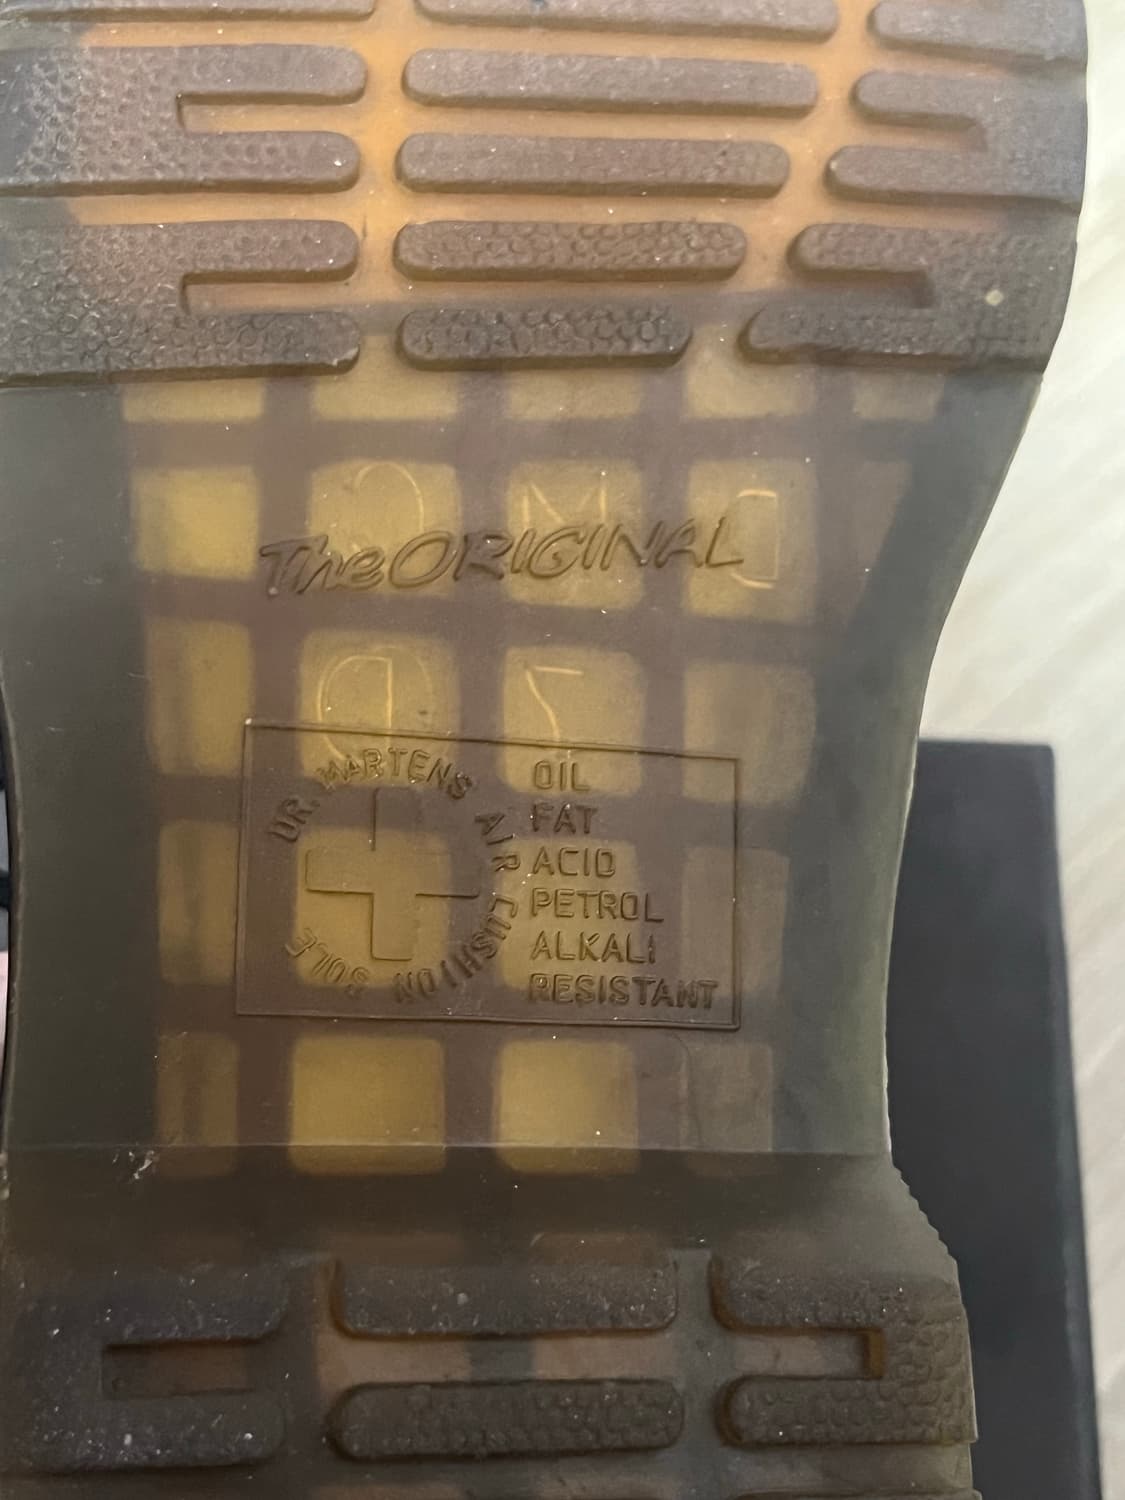 The ORIGINAL
DR. MARTENS AIR CUSHION SOLE
OIL
FAT
ACID
PETROL
ALKALI
RESISTANT